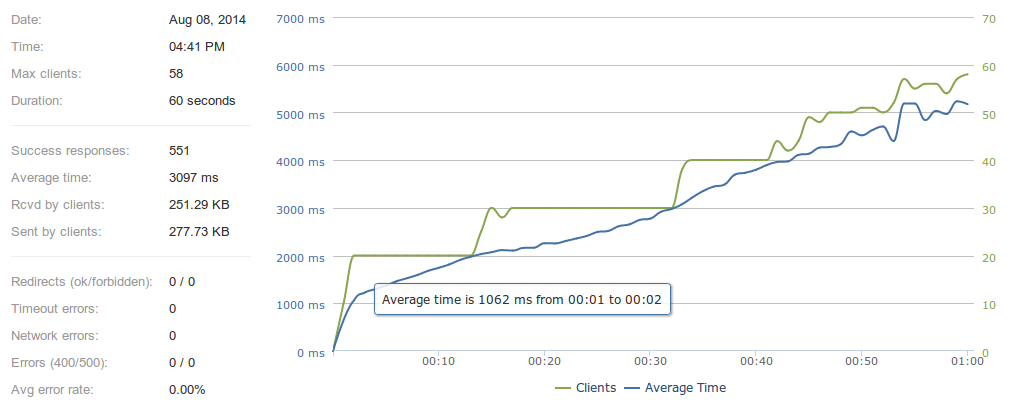 Date: Aug 08, 2014
Time: 04:41 PM
Max clients: 58
Duration: 60 seconds
Success responses: 551
Average time: 3097 ms
Rcvd by clients: 251.29 KB
Sent by clients: 277.73 KB
Redirects (ok/forbidden): 0 / 0
Timeout errors: 0
Network errors: 0
Errors (400/500): 0 / 0
Avg error rate: 0.00%
7000 ms 70
6000 ms 60
5000 ms 50
4000 ms 40
3000 ms 30
2000 ms 20
1000 ms 10
Average time is 1062 ms from 00:01 to 00:02
0 ms 0
00:10 00:20 00:30 00:40 00:50 01:00
Clients Average Time